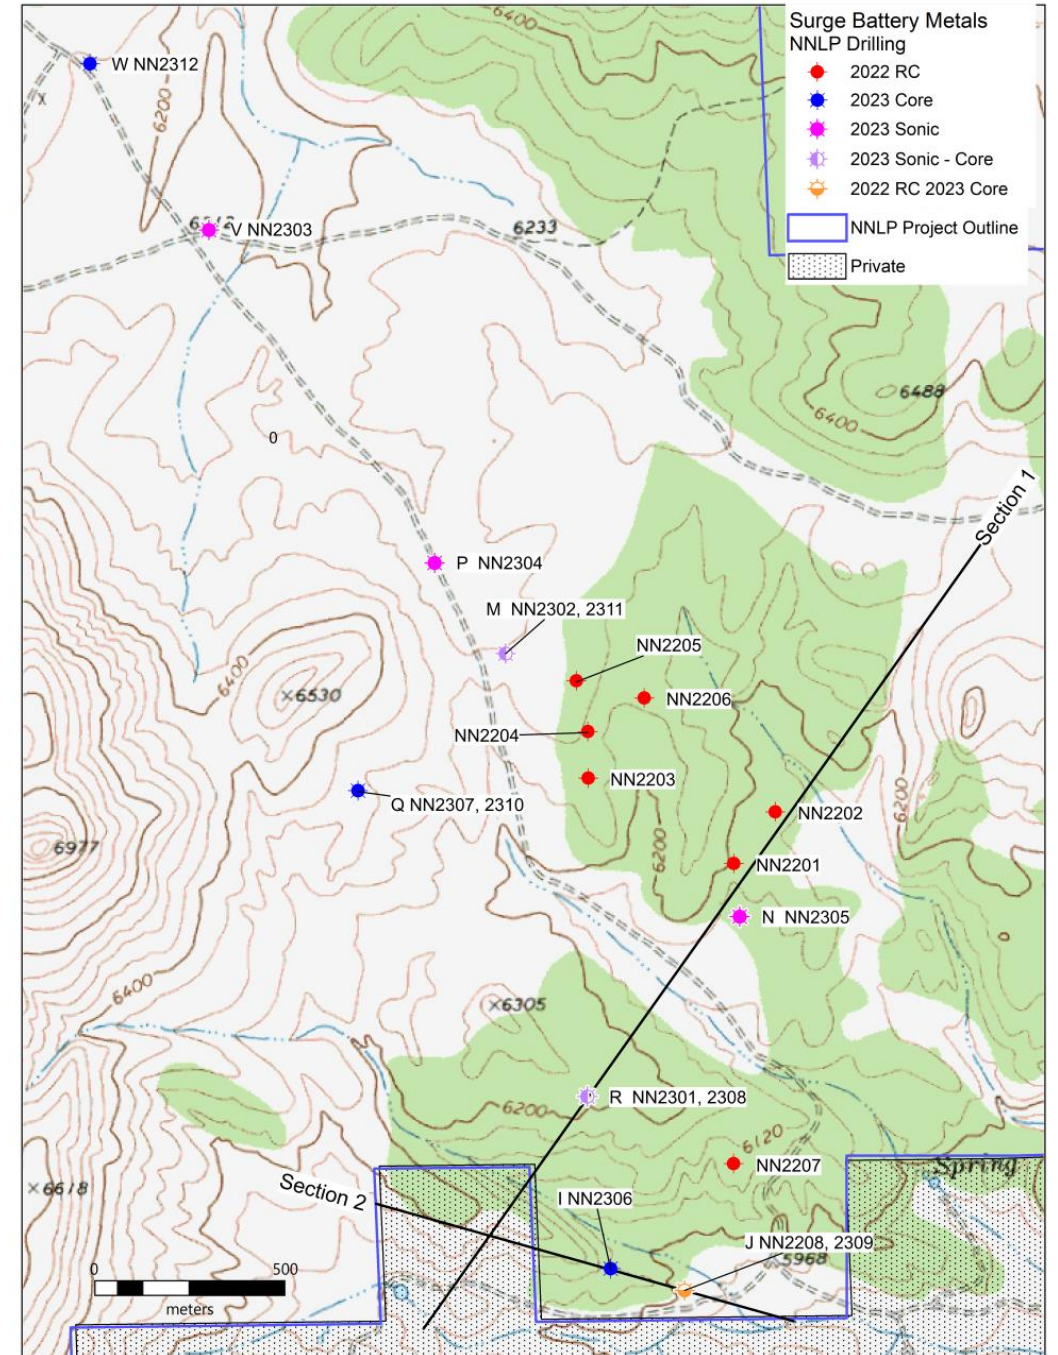 6400
Surge Battery Metals
NNLP Drilling
2022 RC
2023 Core
2023 Sonic
2023 Sonic - Core
2022 RC 2023 Core
NNLP Project Outline
Private
W NN2312
x
6200
V NN2303
6233
6488
6400
0
Section 1
P NN2304
M NN2302, 2311
NN2205
6400
×6530
NN2206
NN2204
NN2203
Q NN2307, 2310
NN2202
6200
6977
6200
NN2201
N NN2305
6400
×6305
R NN2301, 2308
6200
6120
NN2207
Spring
×6618
Section 2
I NN2306
J NN2208, 2309
5968
0 500
meters